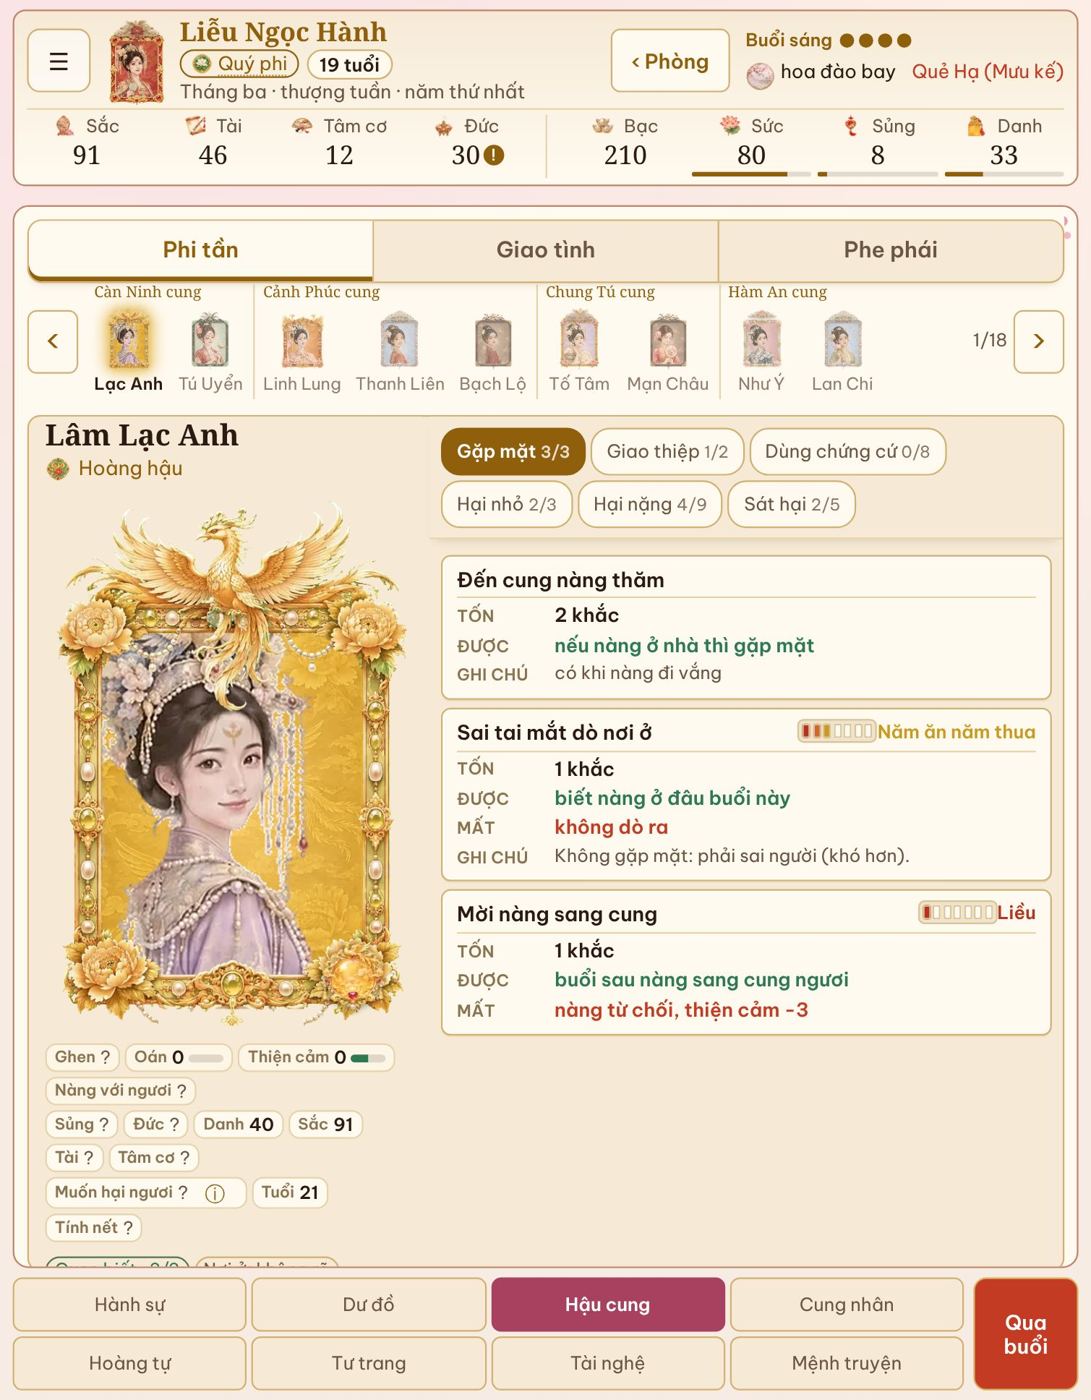 ☰
Liễu Ngọc Hành
Quý phi 19 tuổi
Tháng ba · thượng tuần · năm thứ nhất
‹ Phòng
Buổi sáng
hoa đào bay Quẻ Hạ (Mưu kế)
Sắc Tài Tâm cơ Đức Bạc Sức Sủng Danh
91 46 12 30 ! 210 80 8 33
Phi tần Giao tình Phe phái
Càn Ninh cung Cảnh Phúc cung Chung Tú cung Hàm An cung
‹ 1/18 ›
Lạc Anh Tú Uyển Linh Lung Thanh Liên Bạch Lộ Tố Tâm Mạn Châu Như Ý Lan Chi
Lâm Lạc Anh
Hoàng hậu
Gặp mặt 3/3 Giao thiệp 1/2 Dùng chứng cứ 0/8
Hại nhỏ 2/3 Hại nặng 4/9 Sát hại 2/5
Đến cung nàng thăm
TỐN 2 khắc
ĐƯỢC nếu nàng ở nhà thì gặp mặt
GHI CHÚ có khi nàng đi vắng
Sai tai mắt dò nơi ở Năm ăn năm thua
TỐN 1 khắc
ĐƯỢC biết nàng ở đâu buổi này
MẤT không dò ra
GHI CHÚ Không gặp mặt: phải sai người (khó hơn).
Mời nàng sang cung Liều
TỐN 1 khắc
ĐƯỢC buổi sau nàng sang cung ngươi
MẤT nàng từ chối, thiện cảm -3
Ghen ? Oán 0 Thiện cảm 0
Nàng với ngươi ?
Sủng ? Đức ? Danh 40 Sắc 91
Tài ? Tâm cơ ?
Muốn hại ngươi ? ⓘ Tuổi 21
Tính nết ?
Hành sự Dư đồ Hậu cung Cung nhân
Qua buổi
Hoàng tự Tư trang Tài nghệ Mệnh truyện